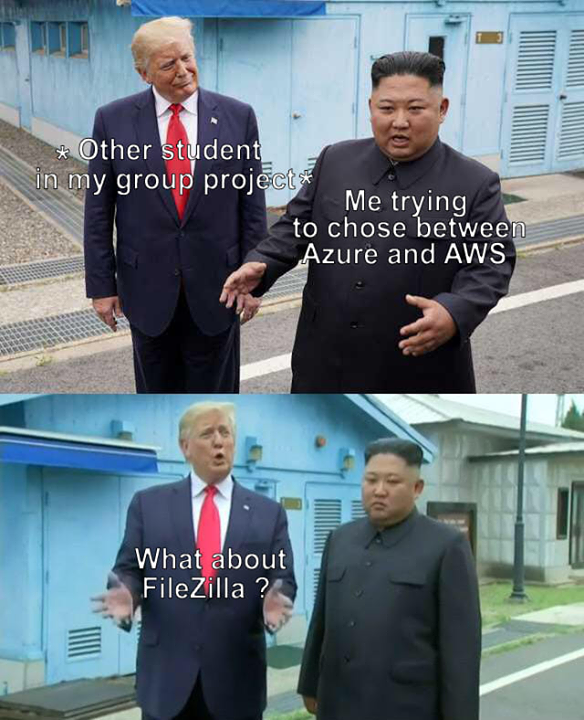 * Other student
in my group project*
Me trying
to chose between
Azure and AWS
What about
FileZilla ?